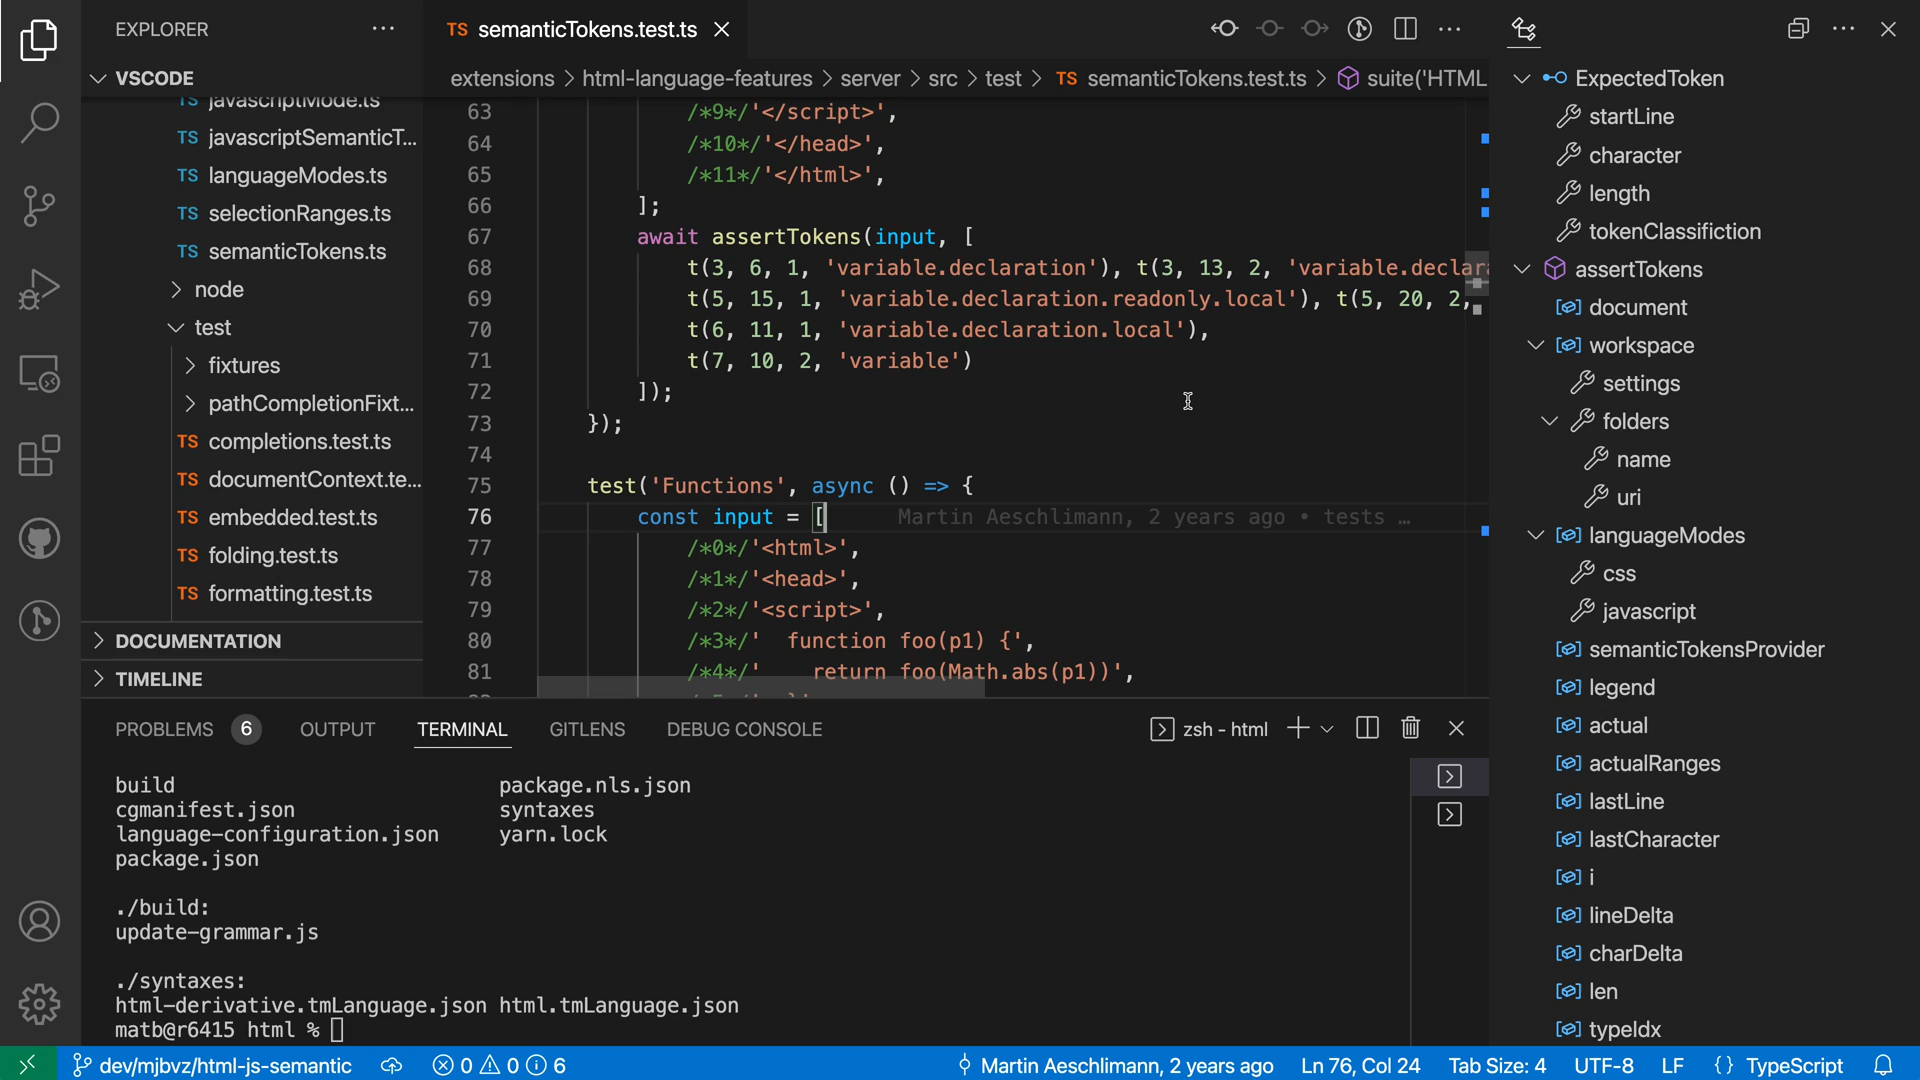 EXPLORER
VSCODE
javascriptMode.ts
TS javascriptSemanticT...
TS languageModes.ts
TS selectionRanges.ts
TS semanticTokens.ts
node
test
fixtures
pathCompletionFixt...
TS completions.test.ts
TS documentContext.te...
TS embedded.test.ts
TS folding.test.ts
TS formatting.test.ts
DOCUMENTATION
TIMELINE
TS semanticTokens.test.ts
extensions > html-language-features > server > src > test > TS semanticTokens.test.ts > suite('HTML
63 /*9*/'</script>',
64 /*10*/'</head>',
65 /*11*/'</html>',
66 ];
67 await assertTokens(input, [
68 t(3, 6, 1, 'variable.declaration'), t(3, 13, 2, 'variable.declara
69 t(5, 15, 1, 'variable.declaration.readonly.local'), t(5, 20, 2,
70 t(6, 11, 1, 'variable.declaration.local'),
71 t(7, 10, 2, 'variable')
72 ]);
73 });
74
75 test('Functions', async () => {
76 const input = [ Martin Aeschlimann, 2 years ago • tests …
77 /*0*/'<html>',
78 /*1*/'<head>',
79 /*2*/'<script>',
80 /*3*/'  function foo(p1) {',
81 /*4*/'    return foo(Math.abs(p1))',
PROBLEMS 6 OUTPUT TERMINAL GITLENS DEBUG CONSOLE
zsh - html
build package.nls.json
cgmanifest.json syntaxes
language-configuration.json yarn.lock
package.json
./build:
update-grammar.js
./syntaxes:
html-derivative.tmLanguage.json html.tmLanguage.json
matb@r6415 html %
ExpectedToken
startLine
character
length
tokenClassifiction
assertTokens
document
workspace
settings
folders
name
uri
languageModes
css
javascript
semanticTokensProvider
legend
actual
actualRanges
lastLine
lastCharacter
i
lineDelta
charDelta
len
typeIdx
dev/mjbvz/html-js-semantic 0 0 6 Martin Aeschlimann, 2 years ago Ln 76, Col 24 Tab Size: 4 UTF-8 LF {} TypeScript